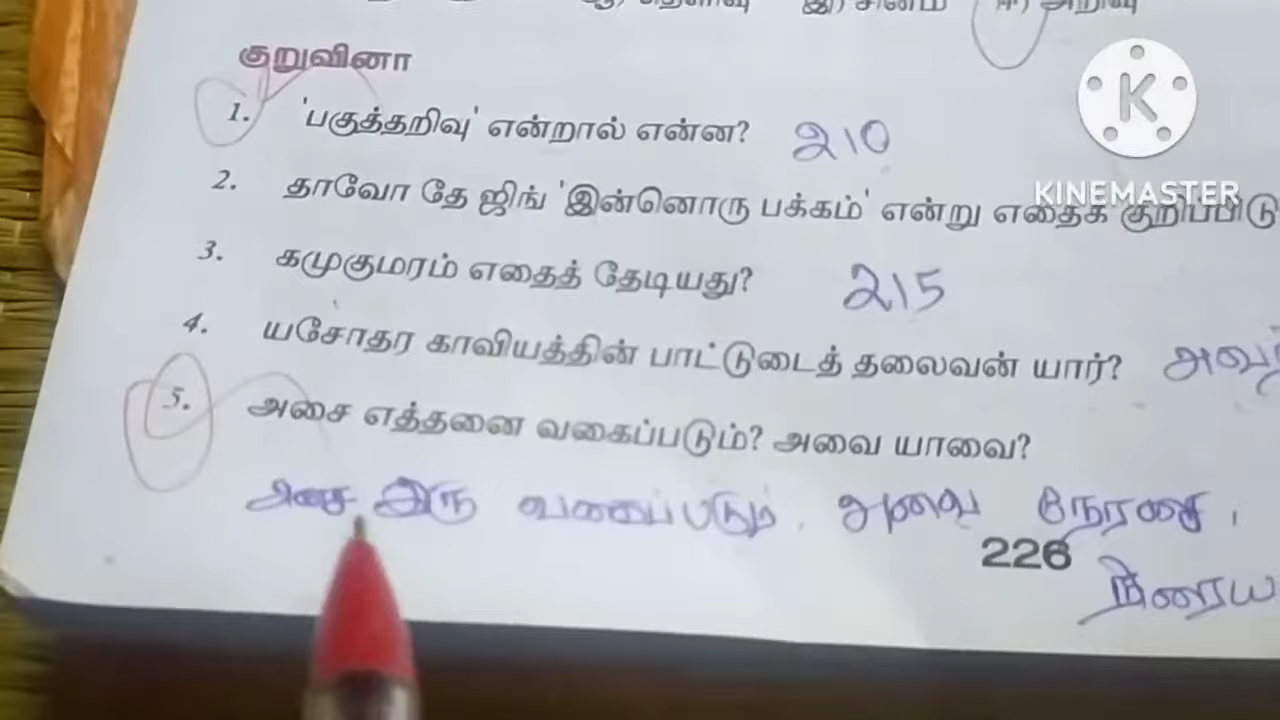 இ) சினம் ஈ) அறிவு
குறுவினா
1. 'பகுத்தறிவு' என்றால் என்ன? 210
2. தாவோ தே ஜிங் 'இன்னொரு பக்கம்' என்று எதைக் குறிப்பிடு
3. கமுகுமரம் எதைத் தேடியது? 215
4. யசோதர காவியத்தின் பாட்டுடைத் தலைவன் யார்?
5. அசை எத்தனை வகைப்படும்? அவை யாவை?
அசை இரு வகைப்படும். அவை நேரசை,
நிரைய
226
K
KINEMASTER